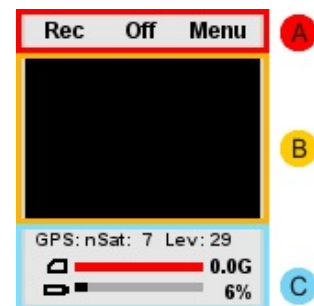 Rec Off Menu A
B
GPS: nSat: 7 Lev: 29
0.0G
6% C